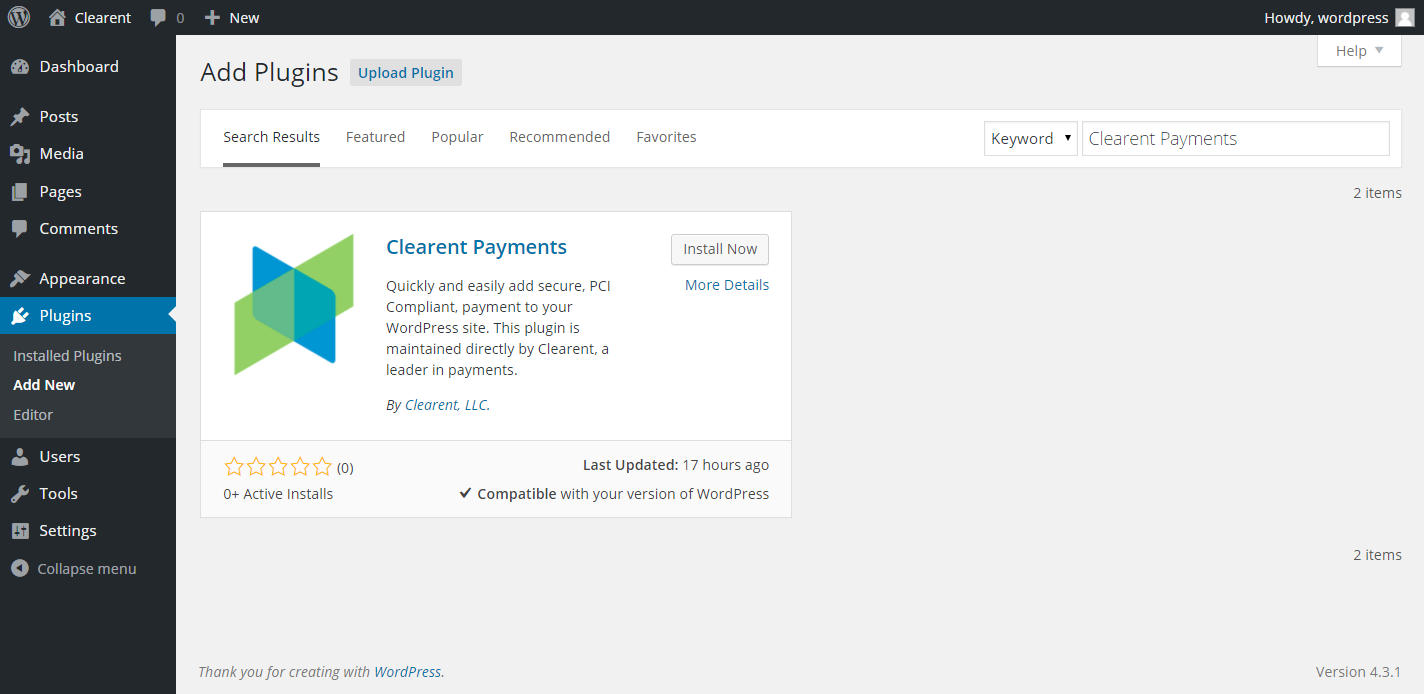 Clearent 0 New Howdy, wordpress
Dashboard
Posts
Media
Pages
Comments
Appearance
Plugins
Installed Plugins
Add New
Editor
Users
Tools
Settings
Collapse menu
Help
Add Plugins Upload Plugin
Search Results Featured Popular Recommended Favorites Keyword Clearent Payments
2 items
Clearent Payments Install Now
More Details
Quickly and easily add secure, PCI
Compliant, payment to your
WordPress site. This plugin is
maintained directly by Clearent, a
leader in payments.
By Clearent, LLC.
(0) Last Updated: 17 hours ago
0+ Active Installs Compatible with your version of WordPress
2 items
Thank you for creating with WordPress. Version 4.3.1